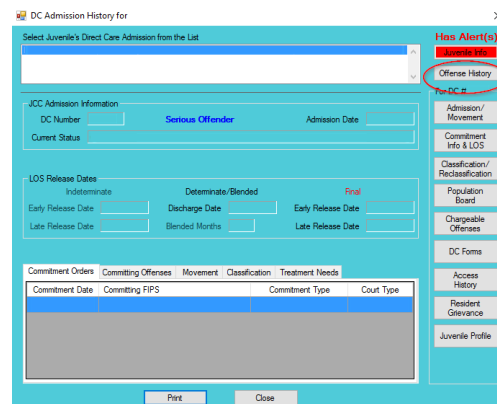 DC Admission History for
Select Juvenile's Direct Care Admission from the List
Has Alert(s)
Juvenile Info
Offense History
For DC #
JCC Admission Information
DC Number
Serious Offender
Admission Date
Current Status
Admission/
Movement
Commitment
Info & LOS
LOS Release Dates
Indeterminate
Determinate/Blended
Final
Early Release Date
Discharge Date
Early Release Date
Late Release Date
Blended Months
Late Release Date
Classification/
Reclassification
Population
Board
Chargeable
Offenses
DC Forms
Access
History
Resident
Grievance
Juvenile Profile
Commitment Orders
Committing Offenses
Movement
Classification
Treatment Needs
Commitment Date
Committing FIPS
Commitment Type
Court Type
Print
Close